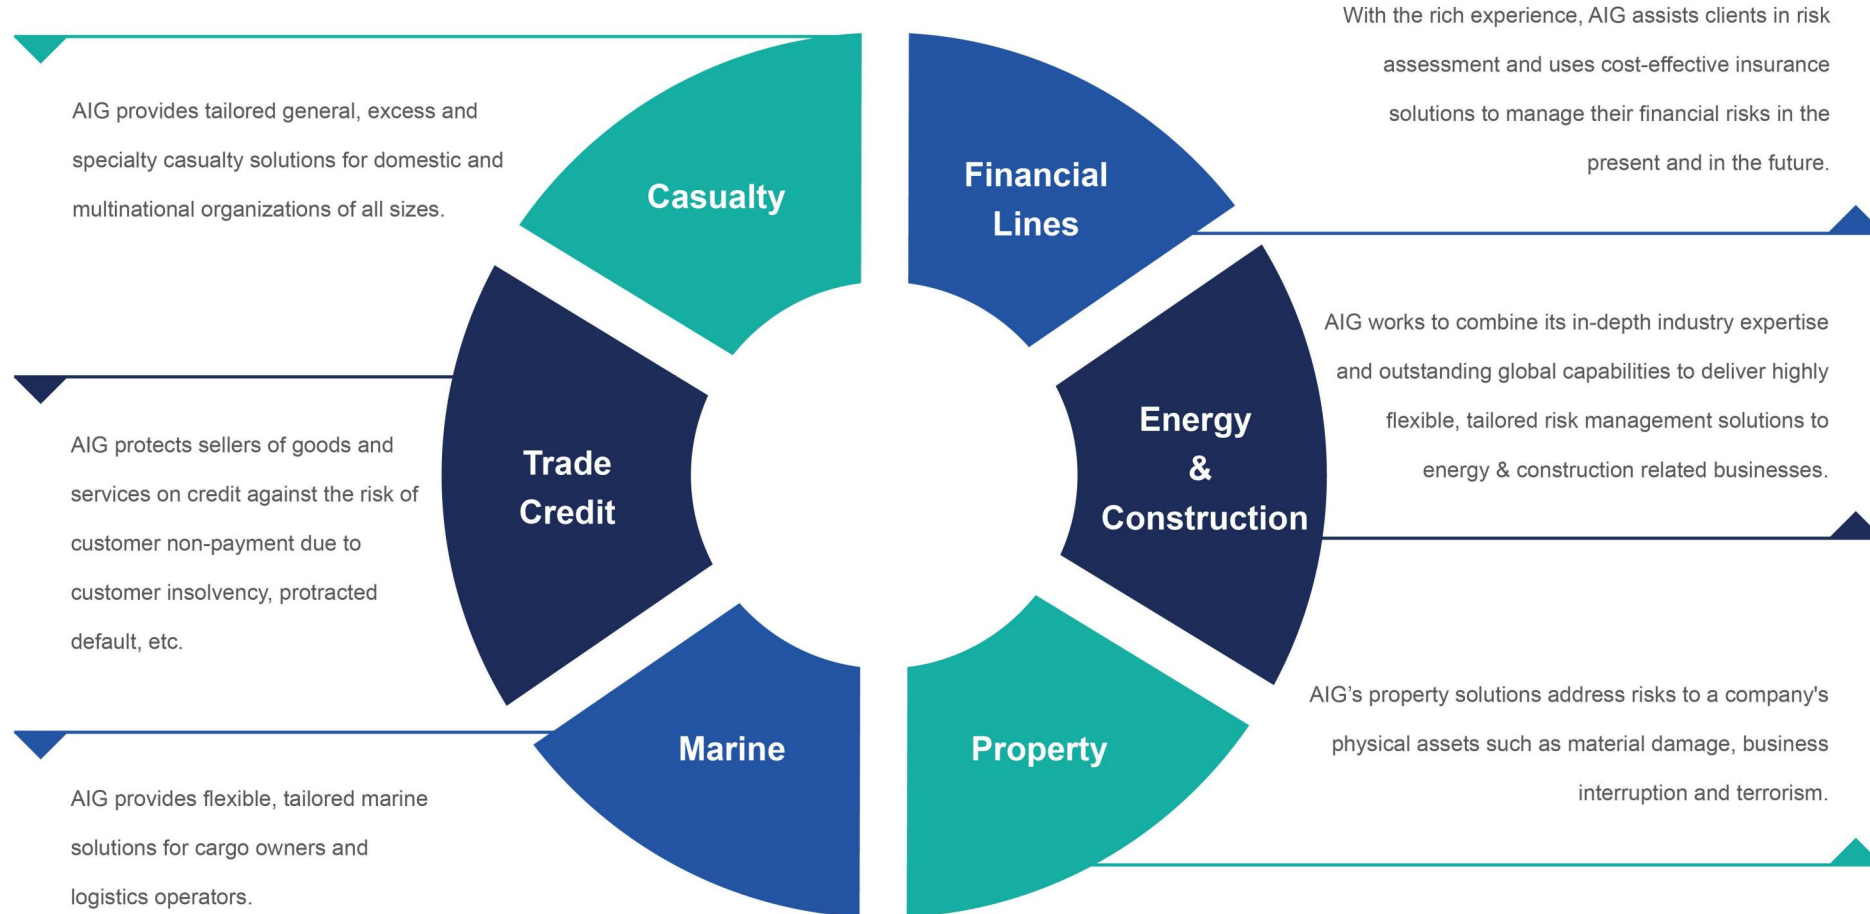 With the rich experience, AIG assists clients in risk
assessment and uses cost-effective insurance
solutions to manage their financial risks in the
present and in the future.
AIG provides tailored general, excess and
specialty casualty solutions for domestic and
multinational organizations of all sizes.
Casualty
Financial
Lines
AIG works to combine its in-depth industry expertise
and outstanding global capabilities to deliver highly
flexible, tailored risk management solutions to
energy & construction related businesses.
Energy
&
Construction
Trade
Credit
AIG protects sellers of goods and
services on credit against the risk of
customer non-payment due to
customer insolvency, protracted
default, etc.
AIG’s property solutions address risks to a company's
physical assets such as material damage, business
interruption and terrorism.
Marine
Property
AIG provides flexible, tailored marine
solutions for cargo owners and
logistics operators.